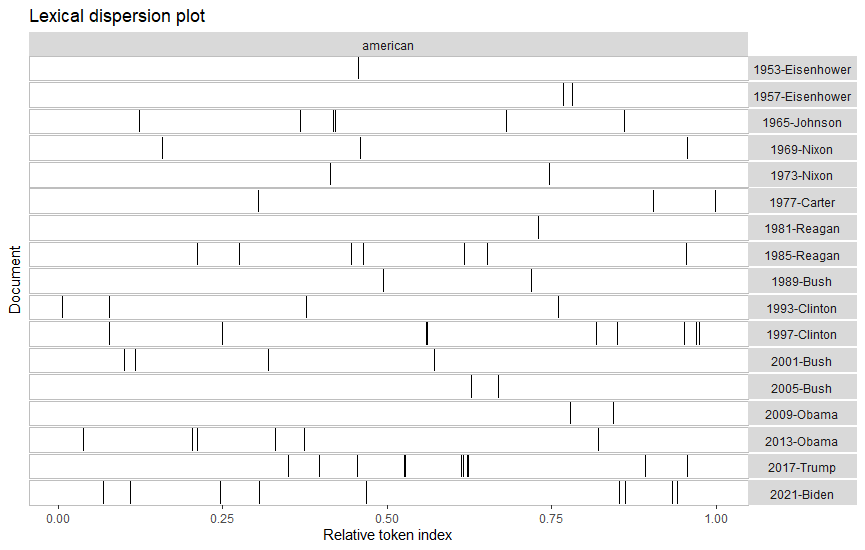 Lexical dispersion plot
american
1953-Eisenhower
1957-Eisenhower
1965-Johnson
1969-Nixon
1973-Nixon
1977-Carter
1981-Reagan
1985-Reagan
1989-Bush
1993-Clinton
1997-Clinton
2001-Bush
2005-Bush
2009-Obama
2013-Obama
2017-Trump
2021-Biden
Document
0.00 0.25 0.50 0.75 1.00
Relative token index